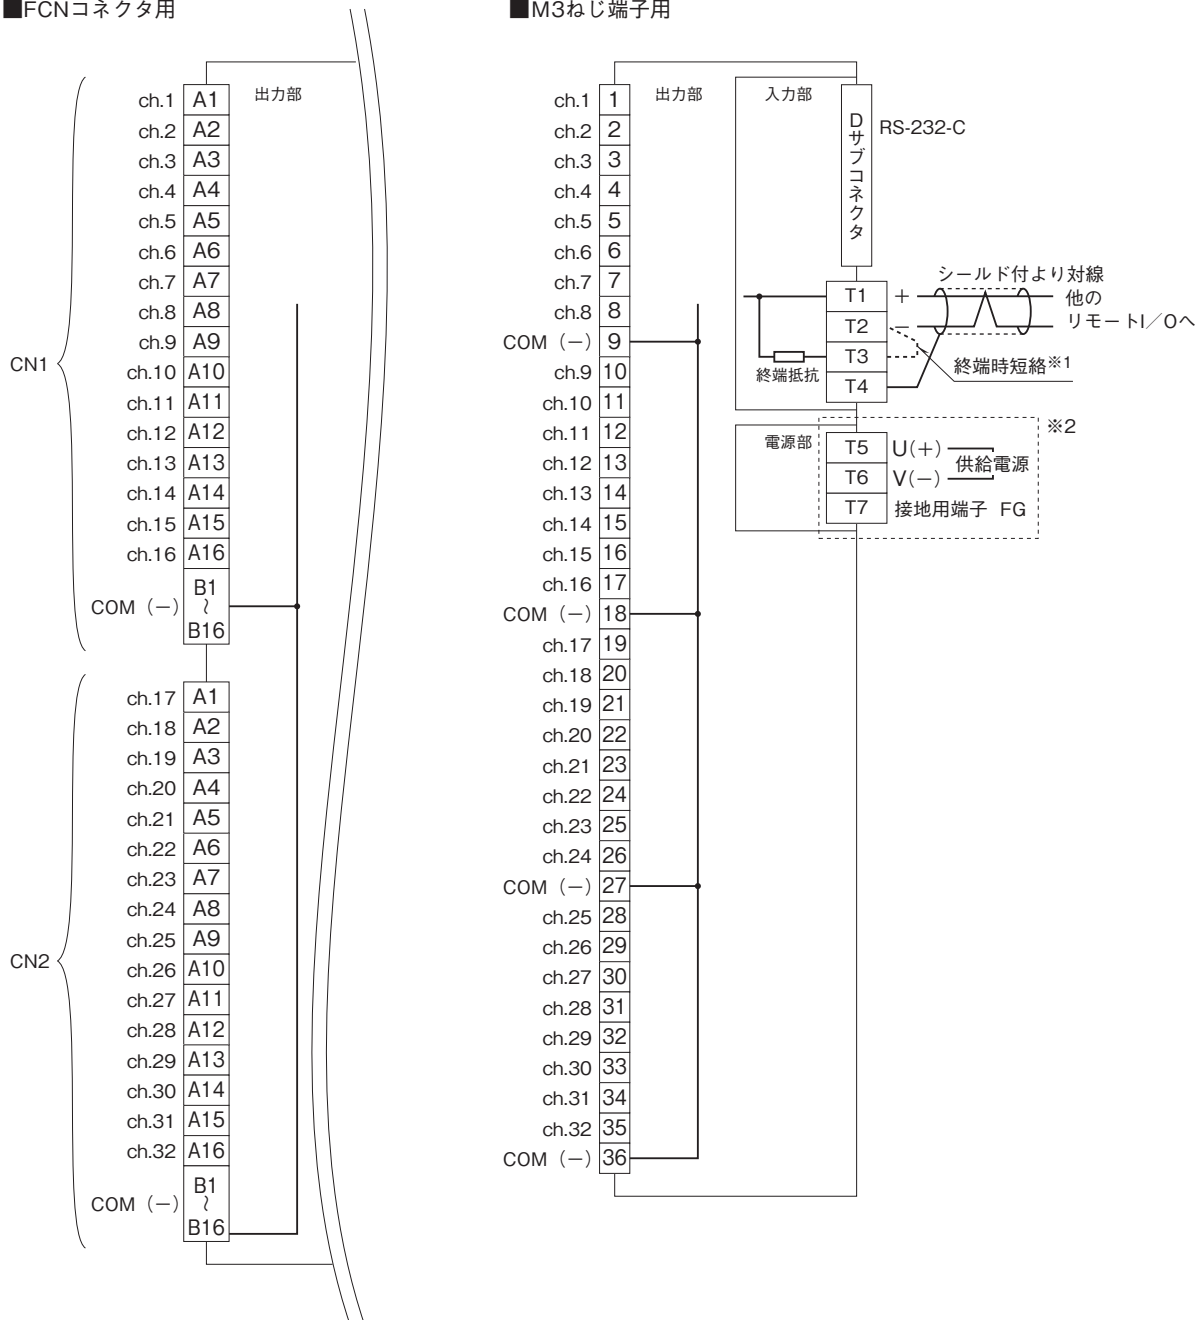 ■FCNコネクタ用
出力部
CN1
ch.1 A1
ch.2 A2
ch.3 A3
ch.4 A4
ch.5 A5
ch.6 A6
ch.7 A7
ch.8 A8
ch.9 A9
ch.10 A10
ch.11 A11
ch.12 A12
ch.13 A13
ch.14 A14
ch.15 A15
ch.16 A16
COM（−） B1
〜
B16
CN2
ch.17 A1
ch.18 A2
ch.19 A3
ch.20 A4
ch.21 A5
ch.22 A6
ch.23 A7
ch.24 A8
ch.25 A9
ch.26 A10
ch.27 A11
ch.28 A12
ch.29 A13
ch.30 A14
ch.31 A15
ch.32 A16
COM（−） B1
〜
B16
■M3ねじ端子用
出力部
ch.1 1
ch.2 2
ch.3 3
ch.4 4
ch.5 5
ch.6 6
ch.7 7
ch.8 8
COM（−） 9
ch.9 10
ch.10 11
ch.11 12
ch.12 13
ch.13 14
ch.14 15
ch.15 16
ch.16 17
COM（−） 18
ch.17 19
ch.18 20
ch.19 21
ch.20 22
ch.21 23
ch.22 24
ch.23 25
ch.24 26
COM（−） 27
ch.25 28
ch.26 29
ch.27 30
ch.28 31
ch.29 32
ch.30 33
ch.31 34
ch.32 35
COM（−） 36
入力部
Dサブコネクタ
RS-232-C
シールド付より対線
T1 ＋
T2 −
T3
T4
他の
リモートI／Oへ
終端抵抗
終端時短絡※1
電源部
※2
T5 U(＋)
T6 V(−)
供給電源
T7 接地用端子 FG